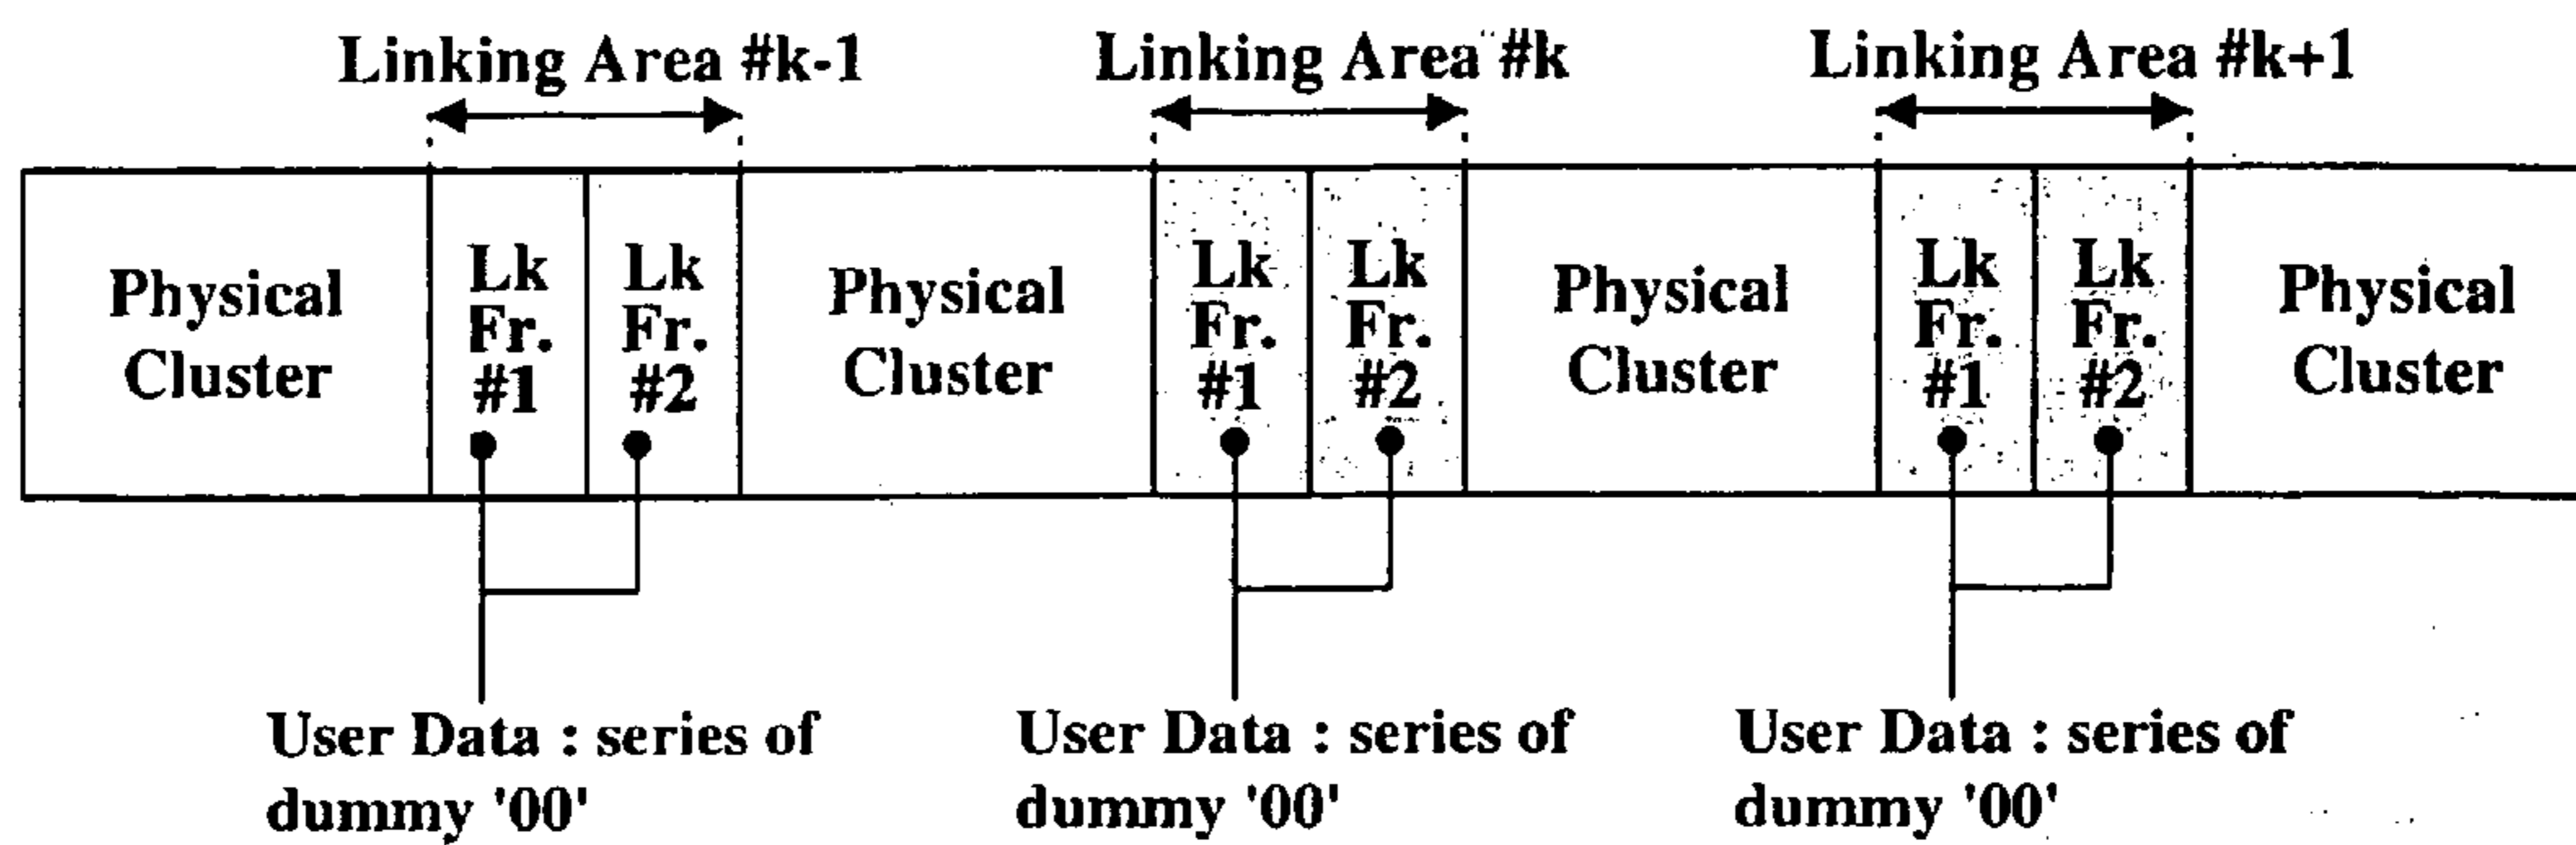 Linking Area #k-1
Linking Area #k
Linking Area #k+1
Physical
Cluster
Lk
Fr.
#1
Lk
Fr.
#2
Physical
Cluster
Lk
Fr.
#1
Lk
Fr.
#2
Physical
Cluster
Lk
Fr.
#1
Lk
Fr.
#2
Physical
Cluster
User Data : series of
dummy '00'
User Data : series of
dummy '00'
User Data : series of
dummy '00'